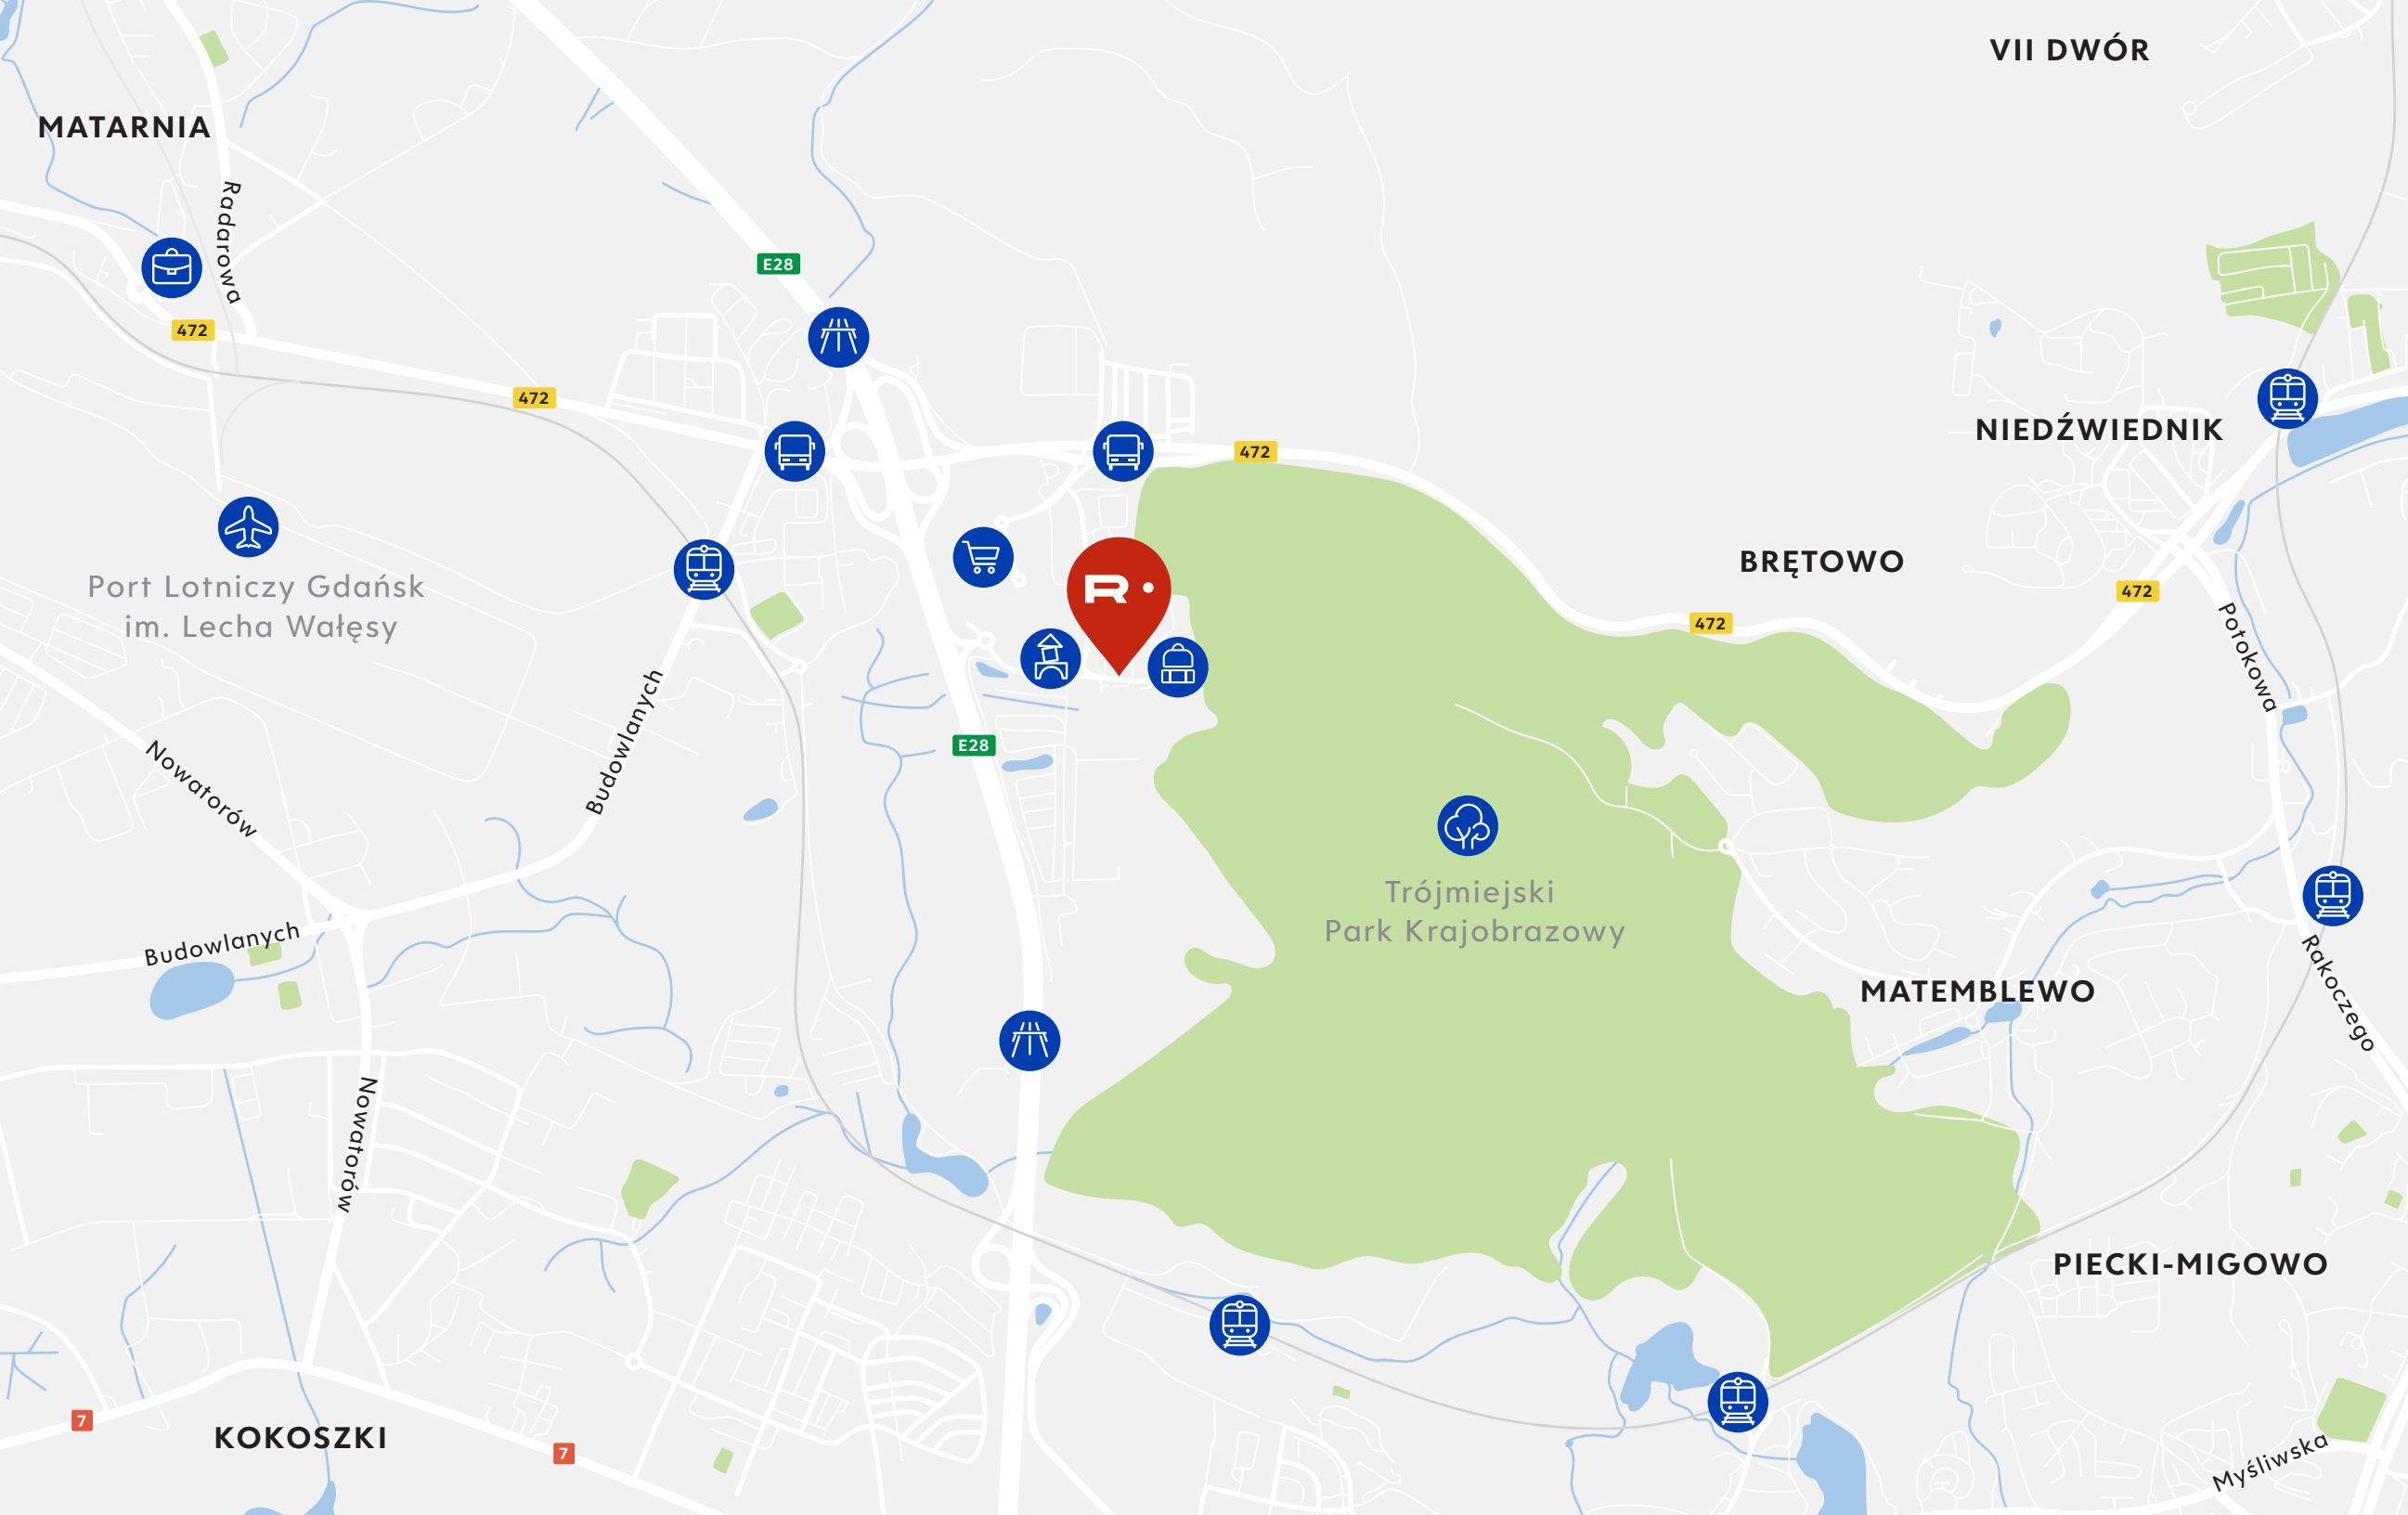 VII DWÓR
MATARNIA
Radarowa
E28
472
472
NIEDŹWIEDNIK
472
BRĘTOWO
472
Port Lotniczy Gdańsk
im. Lecha Wałęsy
R
472
Potokowa
Budowlanych
E28
Nowatorów
Trójmiejski
Park Krajobrazowy
Budowlanych
Rakoczego
MATEMBLEWO
Nowatorów
PIECKI-MIGOWO
7
KOKOSZKI
7
Myśliwska